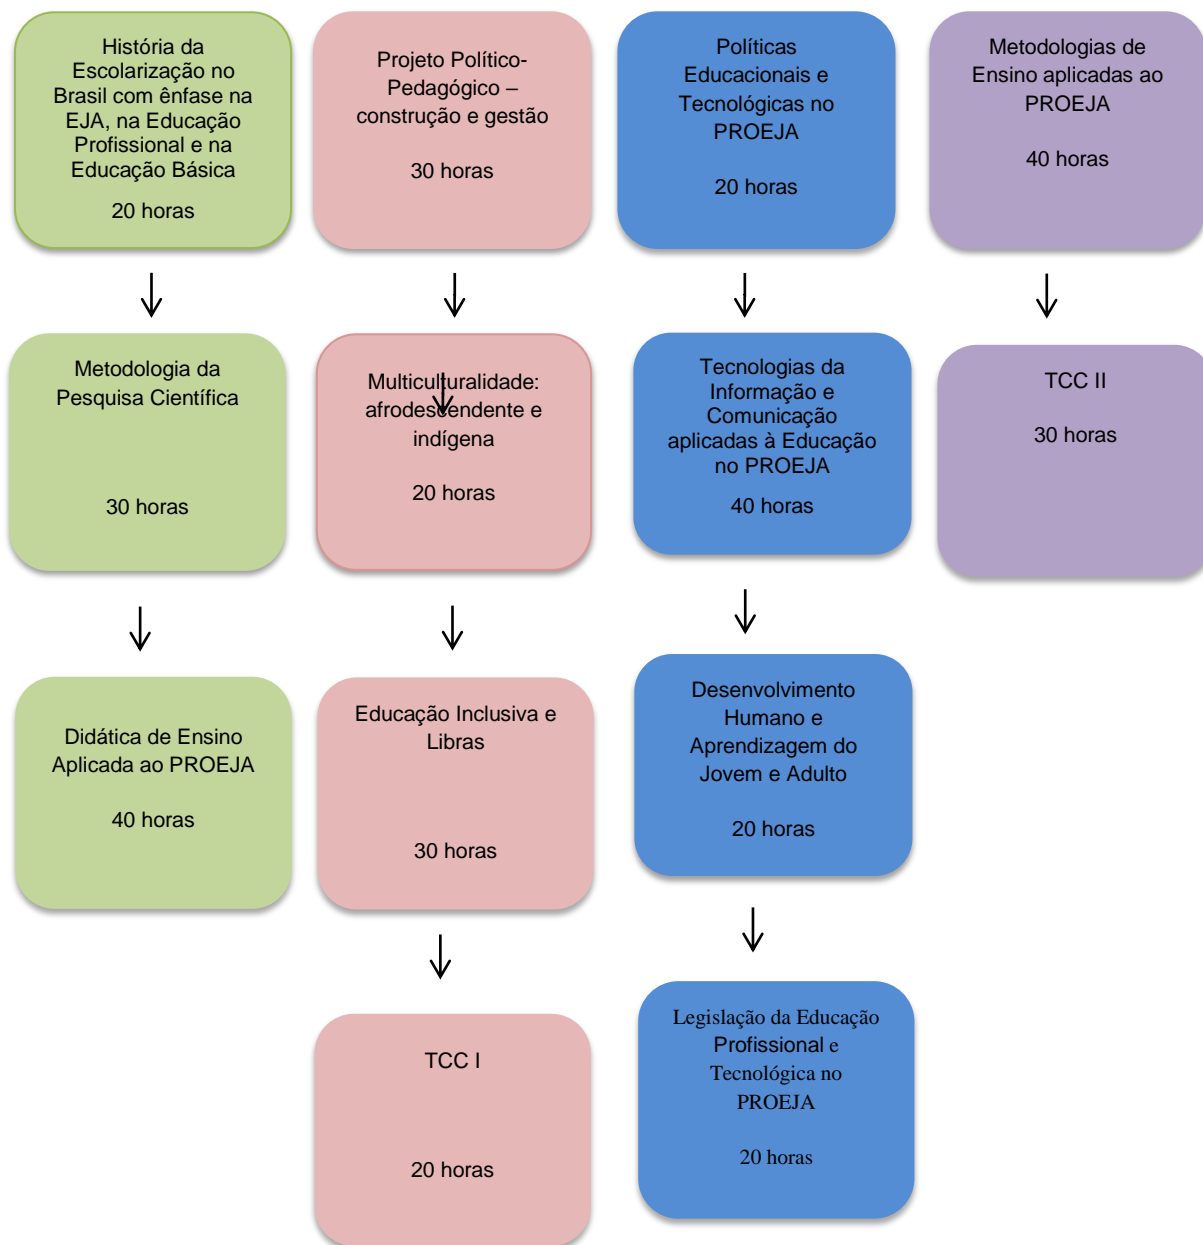 História da
Escolarização no
Brasil com ênfase na
EJA, na Educação
Profissional e na
Educação Básica
20 horas
Projeto Político-
Pedagógico –
construção e gestão
30 horas
Políticas
Educacionais e
Tecnológicas no
PROEJA
20 horas
Metodologias de
Ensino aplicadas ao
PROEJA
40 horas
Metodologia da
Pesquisa Científica
30 horas
Multiculturalidade:
afrodescendente e
indígena
20 horas
Tecnologias da
Informação e
Comunicação
aplicadas à Educação
no PROEJA
40 horas
TCC II
30 horas
Didática de Ensino
Aplicada ao PROEJA
40 horas
Educação Inclusiva e
Libras
30 horas
Desenvolvimento
Humano e
Aprendizagem do
Jovem e Adulto
20 horas
TCC I
20 horas
Legislação da Educação
Profissional e
Tecnológica no
PROEJA
20 horas